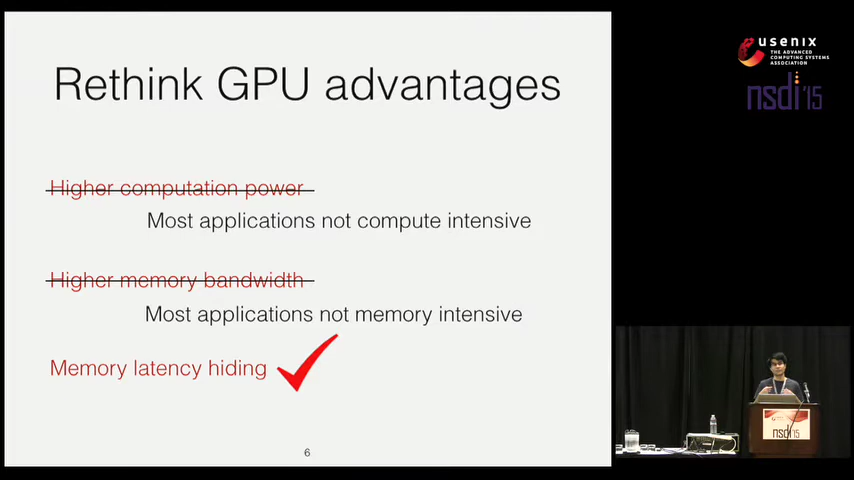 Rethink GPU advantages
Higher computation power
Most applications not compute intensive
Higher memory bandwidth
Most applications not memory intensive
Memory latency hiding
6
usenix
THE ADVANCED
COMPUTING SYSTEMS
ASSOCIATION
nsdi '15
nsdi'15